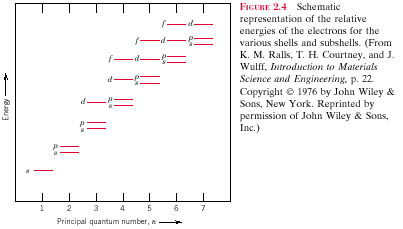 f d
f d p
s
f d p
s
d p
s
d p
s
p
s
p
s
s
Energy
1 2 3 4 5 6 7
Principal quantum number, n
FIGURE 2.4 Schematic
representation of the relative
energies of the electrons for the
various shells and subshells. (From
K. M. Ralls, T. H. Courtney, and J.
Wulff, Introduction to Materials
Science and Engineering, p. 22.
Copyright © 1976 by John Wiley &
Sons, New York. Reprinted by
permission of John Wiley & Sons,
Inc.)